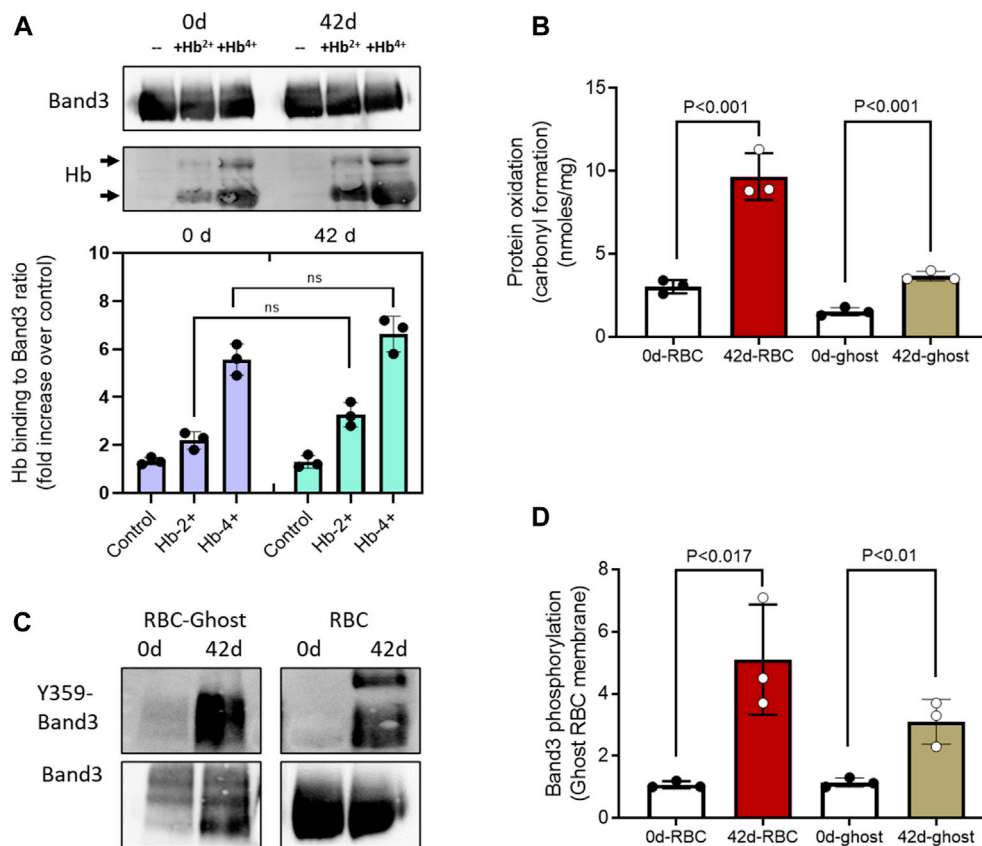 A
0d 42d
-- +Hb²⁺ +Hb⁴⁺ -- +Hb²⁺ +Hb⁴⁺
Band3
Hb
0 d 42 d
10
8
6
4
2
0
ns
ns
Hb binding to Band3 ratio
(fold increase over control)
Control Hb-2+ Hb-4+ Control Hb-2+ Hb-4+
B
15
10
5
0
P<0.001 P<0.001
Protein oxidation
(carbonyl formation)
(nmoles/mg)
0d-RBC 42d-RBC 0d-ghost 42d-ghost
C
RBC-Ghost RBC
0d 42d 0d 42d
Y359-
Band3
Band3
D
8
6
4
2
0
P<0.017 P<0.01
Band3 phosphorylation
(Ghost RBC membrane)
0d-RBC 42d-RBC 0d-ghost 42d-ghost